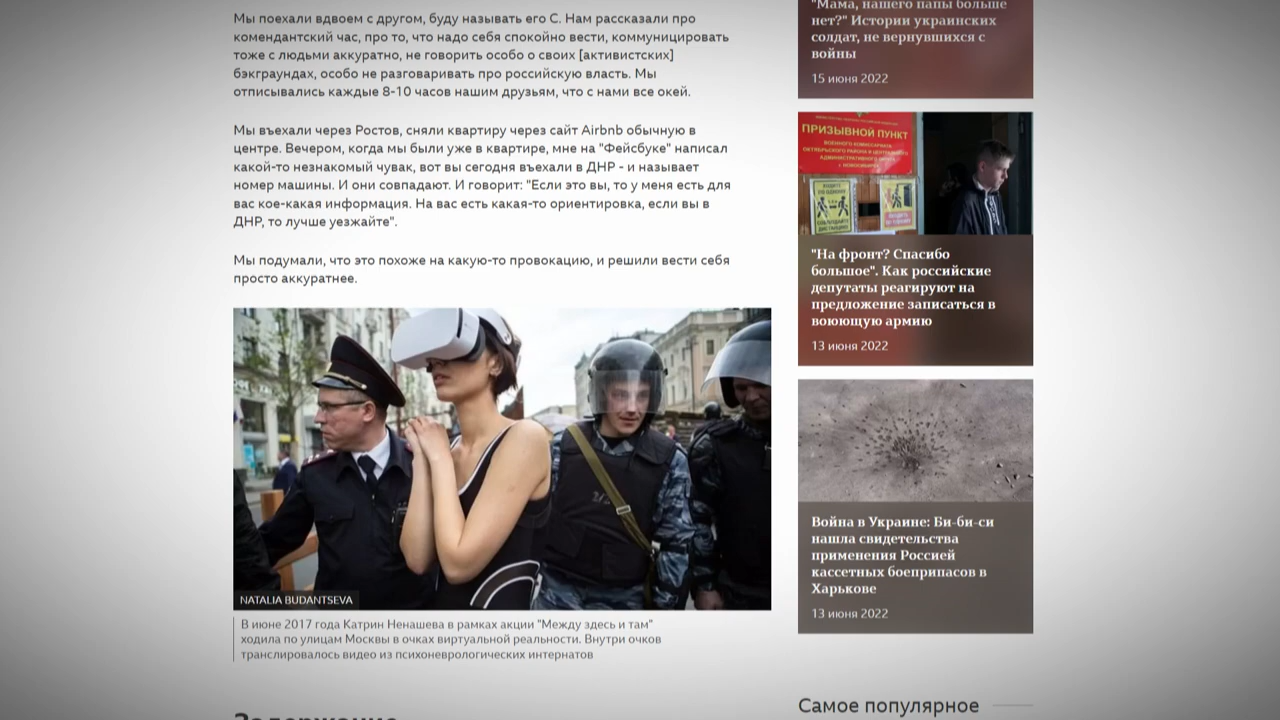 Мы поехали вдвоем с другом, буду называть его С. Нам рассказали про
комендантский час, про то, что надо себя спокойно вести, коммуницировать
тоже с людьми аккуратно, не говорить особо о своих [активистских]
бэкграундах, особо не разговаривать про российскую власть. Мы
отписывались каждые 8-10 часов нашим друзьям, что с нами все окей.
Мы въехали через Ростов, сняли квартиру через сайт Airbnb обычную в
центре. Вечером, когда мы были уже в квартире, мне на "Фейсбуке" написал
какой-то незнакомый чувак, вот вы сегодня въехали в ДНР - и называет
номер машины. И они совпадают. И говорит: "Если это вы, то у меня есть для
вас кое-какая информация. На вас есть какая-то ориентировка, если вы в
ДНР, то лучше уезжайте".
Мы подумали, что это похоже на какую-то провокацию, и решили вести себя
просто аккуратнее.
NATALIA BUDANTSEVA
В июне 2017 года Катрин Ненашева в рамках акции "Между здесь и там"
ходила по улицам Москвы в очках виртуальной реальности. Внутри очков
транслировалось видео из психоневрологических интернатов
Задержание
"Мама, нашего папы больше
нет?" Истории украинских
солдат, не вернувшихся с
войны
15 июня 2022
ПРИЗЫВНОЙ ПУНКТ
ВОЕННОГО КОМИССАРИАТА
ОКТЯБРЬСКОГО РАЙОНА И ЦЕНТРАЛЬНОГО
АДМИНИСТРАТИВНОГО ОКРУГА
г. НОВОСИБИРСК
"На фронт? Спасибо
большое". Как российские
депутаты реагируют на
предложение записаться в
воюющую армию
13 июня 2022
Война в Украине: Би-би-си
нашла свидетельства
применения Россией
кассетных боеприпасов в
Харькове
13 июня 2022
Самое популярное